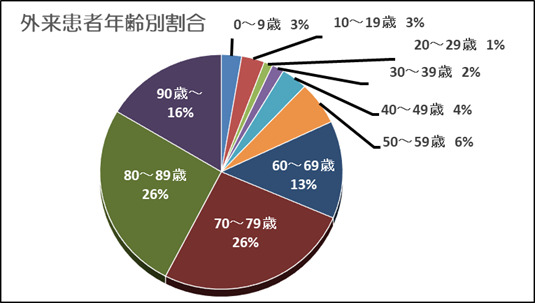 外来患者年齢別割合
0～9歳 3%
10～19歳 3%
20～29歳 1%
30～39歳 2%
40～49歳 4%
50～59歳 6%
60～69歳
13%
70～79歳
26%
80～89歳
26%
90歳～
16%